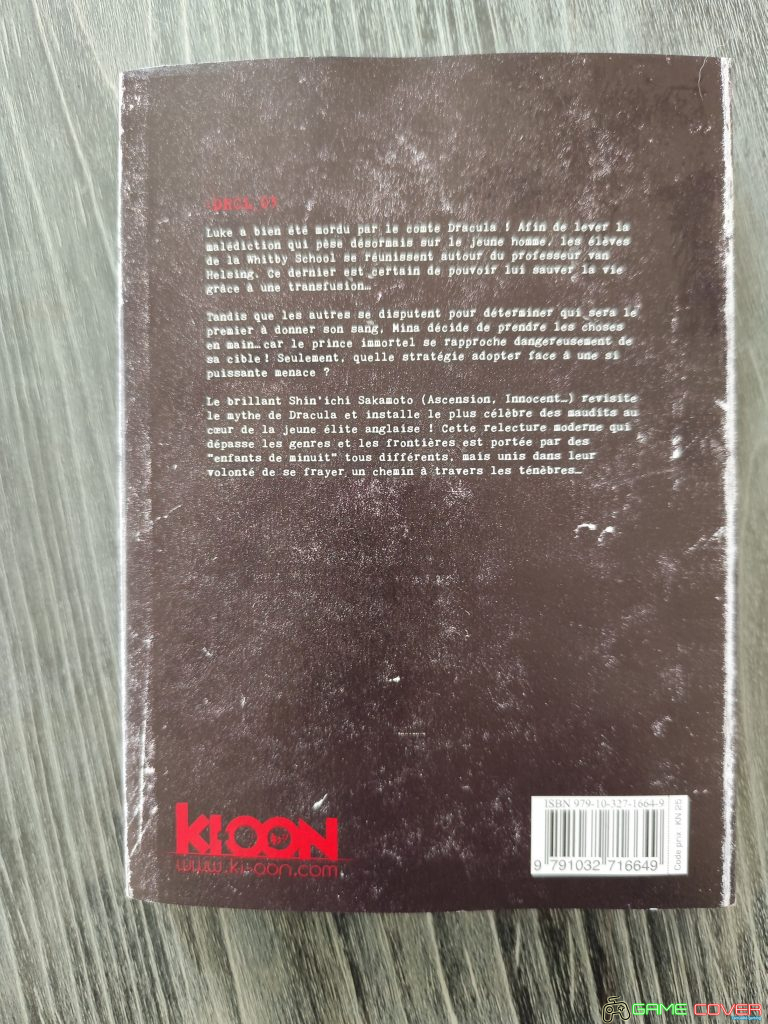 Luke a bien été mordu par le comte Dracula ! Afin de lever la
malédiction qui pèse désormais sur le jeune homme, les élèves
de la Whitby School se réunissent autour du professeur van
Helsing. Ce dernier est certain de pouvoir lui sauver la vie
grâce à une transfusion…
Tandis que les autres se disputent pour déterminer qui sera le
premier à donner son sang, Mina décide de prendre les choses
en main… car le prince immortel se rapproche dangereusement de
sa cible ! Seulement, quelle stratégie adopter face à une si
puissante menace ?
Le brillant Shin'ichi Sakamoto (Ascension, Innocent…) revisite
le mythe de Dracula et installe le plus célèbre des maudits au
cœur de la jeune élite anglaise ! Cette relecture moderne qui
dépasse les genres et les frontières est portée par des
"enfants de minuit" tous différents, mais unis dans leur
volonté de se frayer un chemin à travers les ténèbres…
ki-oon
www.ki-oon.com
ISBN 979-10-327-1664-9
9 791032 716649
Code prix : KN 25
GAME COVER